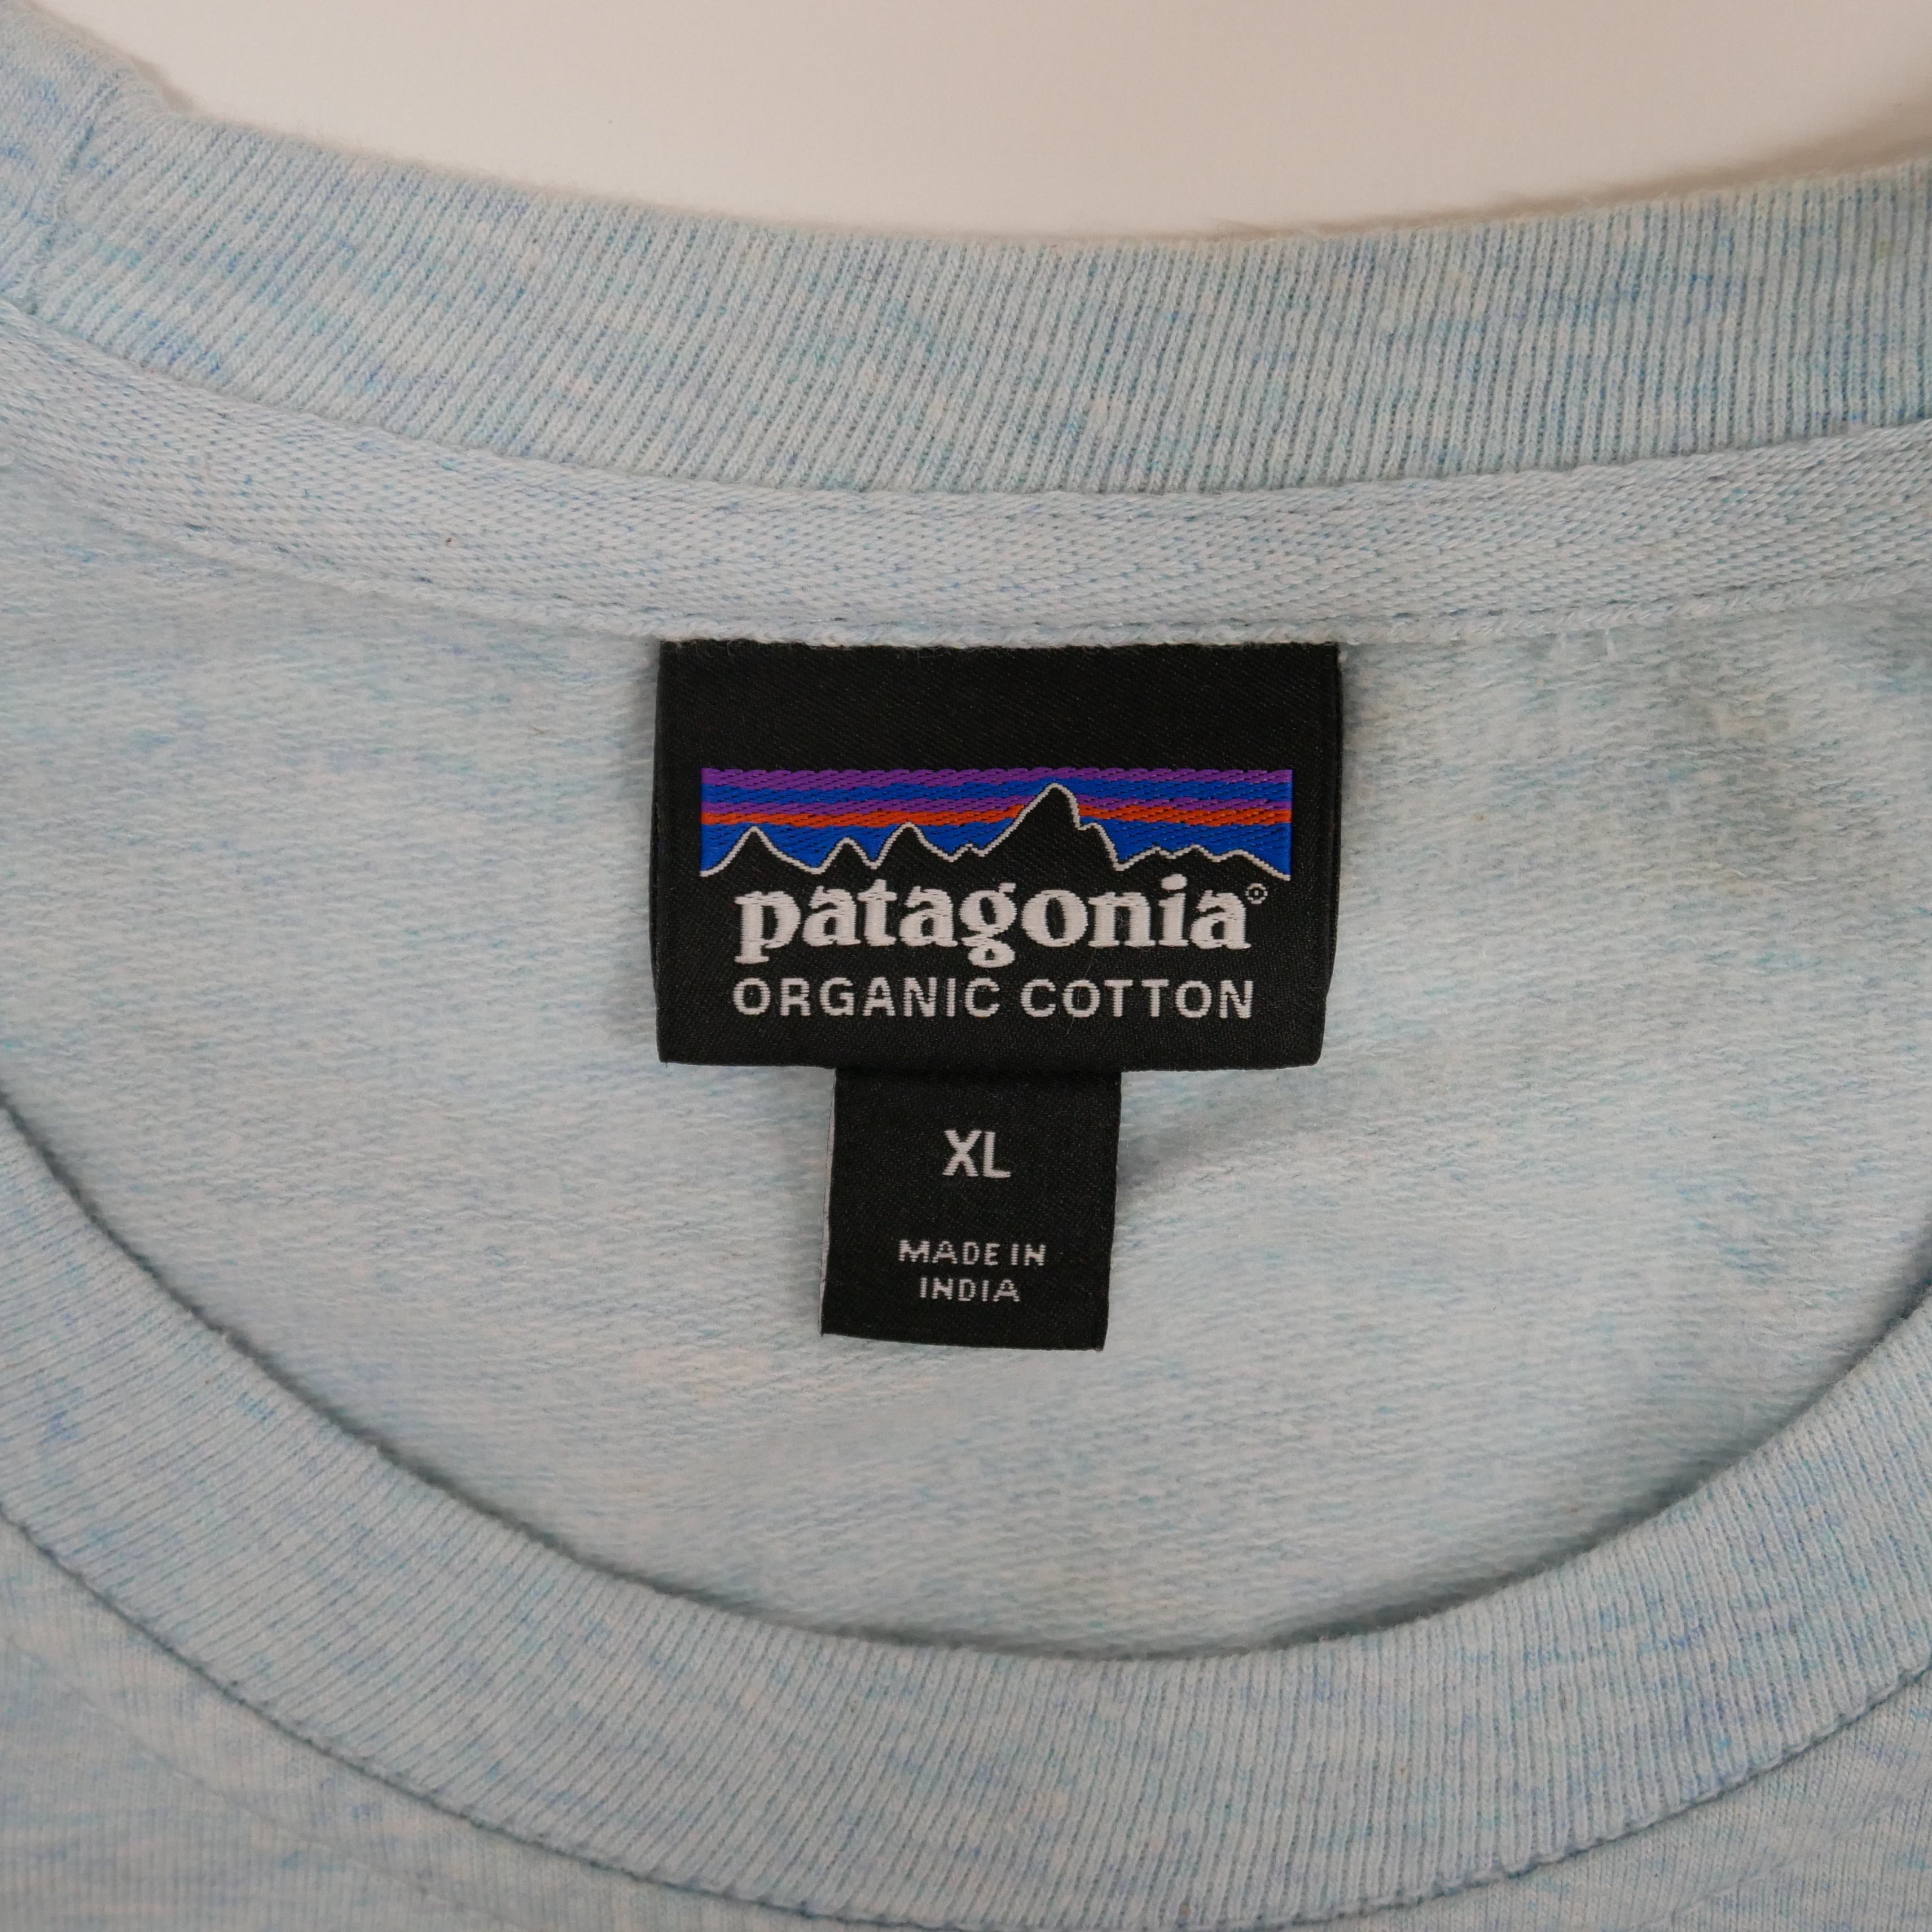 patagonia®
ORGANIC COTTON
XL
MADE IN
INDIA